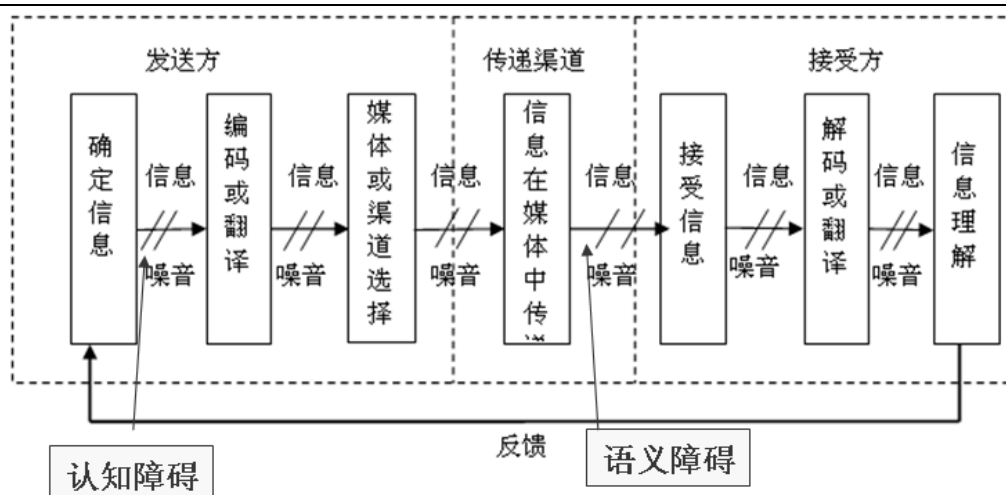 发送方
传递渠道
接受方
确定信息
信息
噪音
编码或翻译
信息
噪音
媒体或渠道选择
信息
噪音
信息在媒体中传
信息
噪音
接受信息
信息
噪音
解码或翻译
信息
噪音
信息理解
反馈
认知障碍
语义障碍